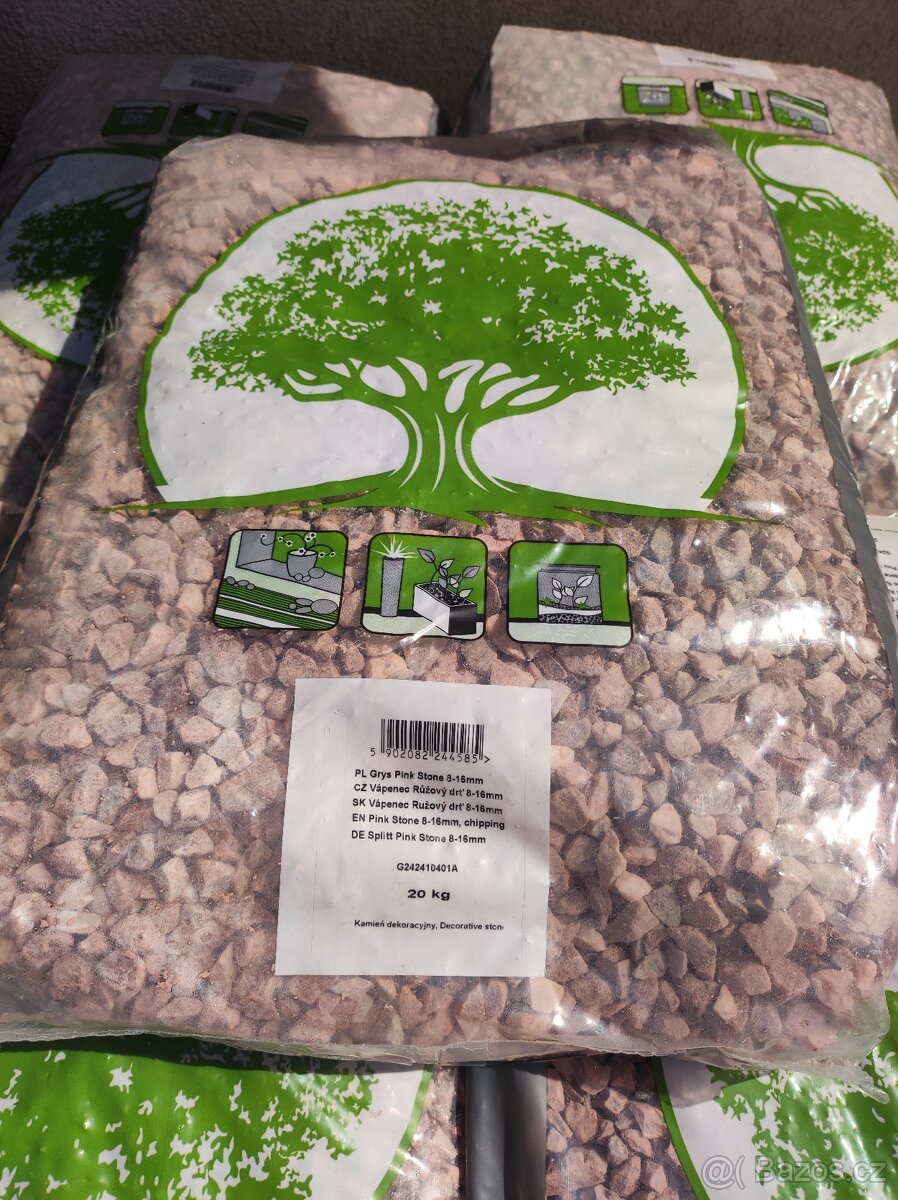 5 902082 244585 >
PL Grys Pink Stone 8-16mm
CZ Vápenec Růžový drť 8-16mm
SK Vápenec Ružový drť 8-16mm
EN Pink Stone 8-16mm, chipping
DE Splitt Pink Stone 8-16mm
G242410401A
20 kg
Kamień dekoracyjny, Decorative stone
@( Bazos.cz